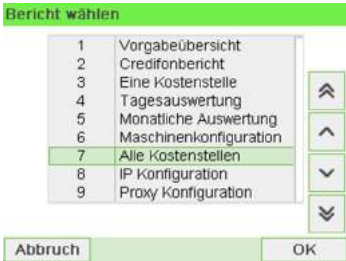 Bericht wählen
1 Vorgabeübersicht
2 Credifonbericht
3 Eine Kostenstelle
4 Tagesauswertung
5 Monatliche Auswertung
6 Maschinenkonfiguration
7 Alle Kostenstellen
8 IP Konfiguration
9 Proxy Konfiguration
Abbruch OK